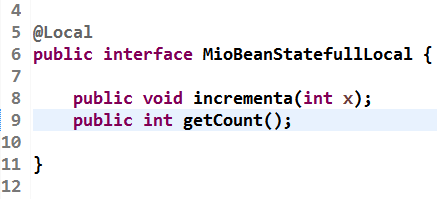 4
5 @Local
6 public interface MioBeanStatefullLocal {
7
8     public void incrementa(int x);
9     public int getCount();
10
11 }
12